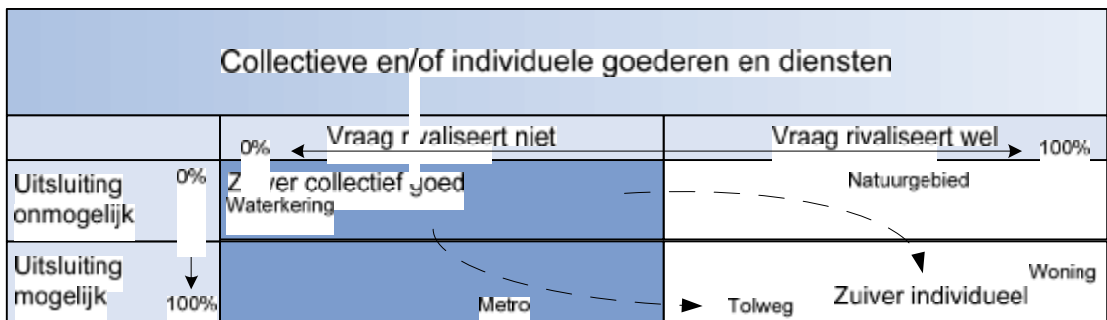 Collectieve en/of individuele goederen en diensten
Vraag rivaliseert niet
Vraag rivaliseert wel
0%
100%
Uitsluiting
onmogelijk
0%
Zuiver collectief goed
Waterkering
Natuurgebied
Uitsluiting
mogelijk
100%
Metro
Tolweg
Zuiver individueel
Woning